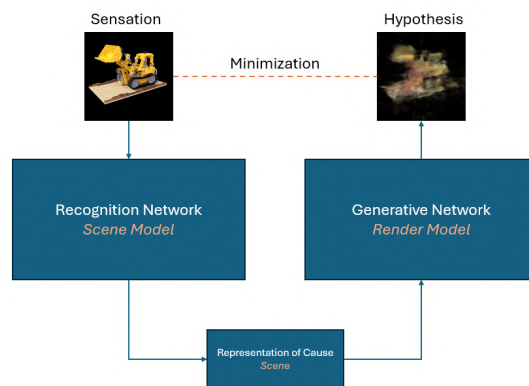 Sensation
Hypothesis
Minimization
Recognition Network
Scene Model
Generative Network
Render Model
Representation of Cause
Scene